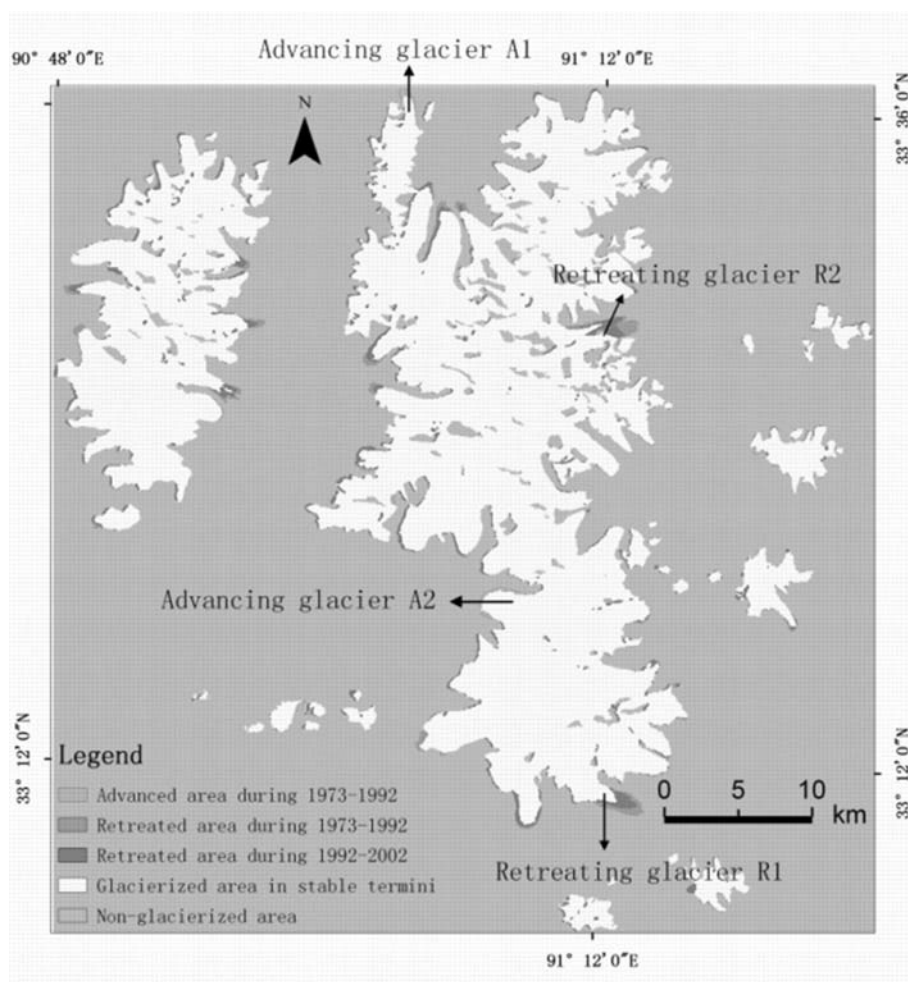 Advancing glacier A1
90° 48'0"E
91° 12'0"E
N
33° 36'0"N
Retreating glacier R2
Advancing glacier A2
33° 12'0"N
33° 12'0"N
Legend
Advanced area during 1973-1992
Retreated area during 1973-1992
Retreated area during 1992-2002
Glacierized area in stable termini
Non-glacierized area
0 5 10
km
Retreating glacier R1
91° 12'0"E